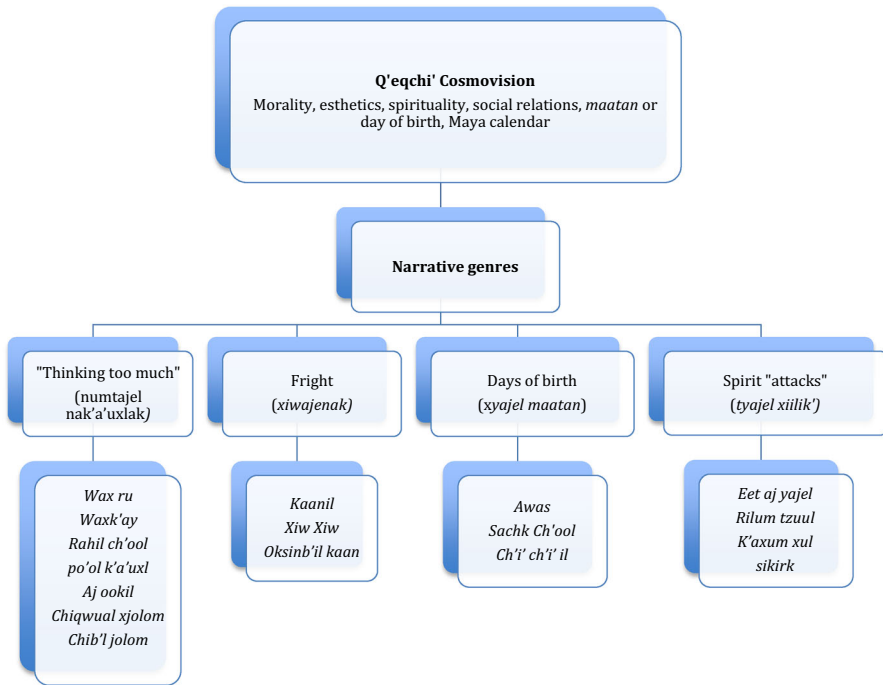 Q'eqchi' Cosmovision
Morality, esthetics, spirituality, social relations, maatan or
day of birth, Maya calendar
Narrative genres
"Thinking too much"
(numtajel
nak’a’uxlak)
Fright
(xiwajenak)
Days of birth
(xyajel maatan)
Spirit "attacks"
(tyajel xiilik’)
Wax ru
Waxk'ay
Rahil ch’ool
po’ol k’a’uxl
Aj ookil
Chiqwual xjolom
Chib’l jolom
Kaanil
Xiw Xiw
Oksinb'il kaan
Awas
Sachk Ch'ool
Ch’i’ ch’i’ il
Eet aj yajel
Rilum tzuul
K’axum xul
sikirk